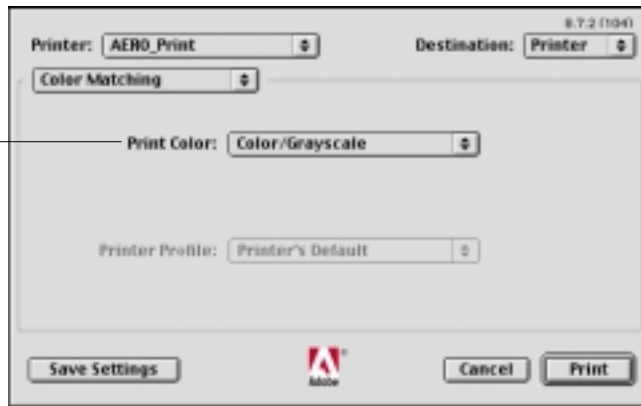 8.7.2 (104)
Printer: AERO_Print Destination: Printer
Color Matching
Print Color: Color/Grayscale
Printer Profile: Printer's Default
Save Settings Adobe Cancel Print